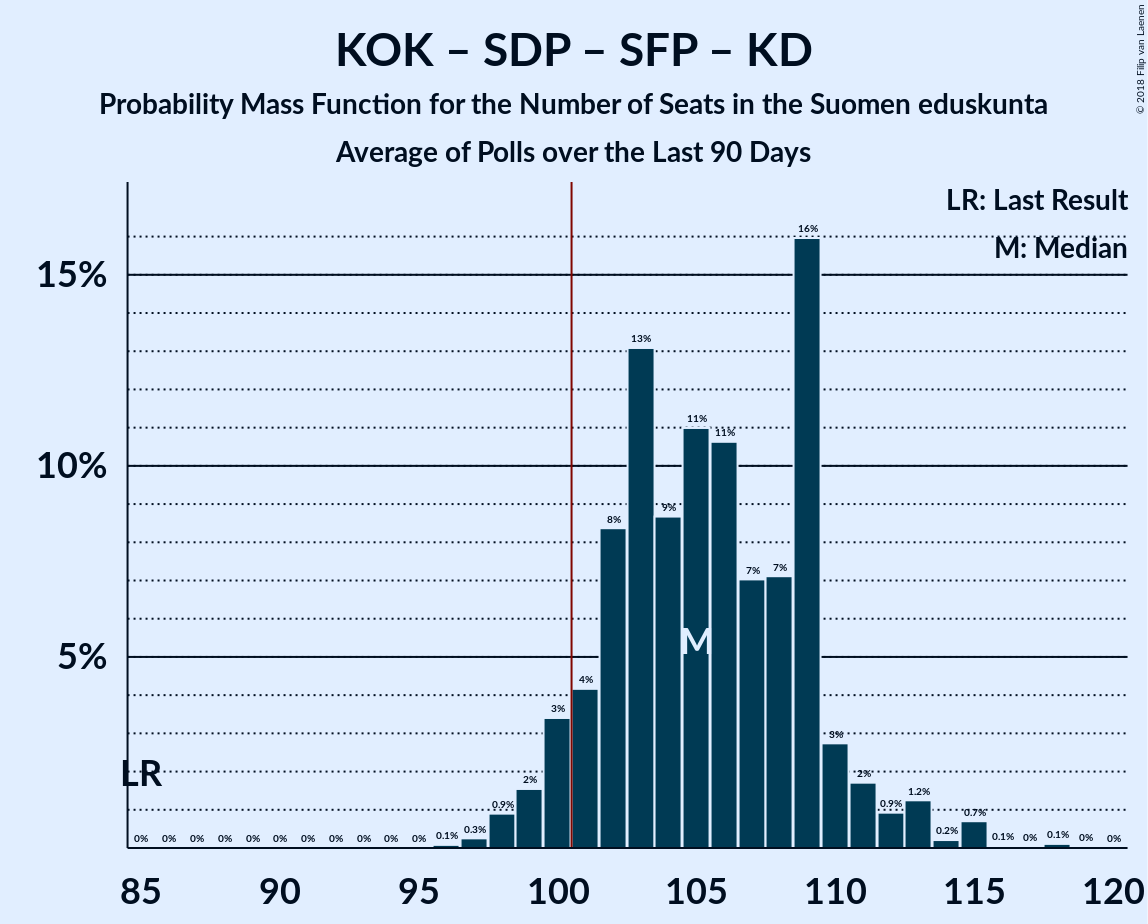 KOK – SDP – SFP – KD
Probability Mass Function for the Number of Seats in the Suomen eduskunta
Average of Polls over the Last 90 Days
© 2018 Filip van Laenen
LR: Last Result
M: Median
15%
10%
5%
0% 0% 0% 0% 0% 0% 0% 0% 0% 0% 0% 0.1% 0.3% 0.9% 2% 3% 4% 8% 13% 9% 11% 11% 7% 7% 16% 3% 2% 0.9% 1.2% 0.2% 0.7% 0.1% 0% 0.1% 0% 0%
M
LR
85 90 95 100 105 110 115 120